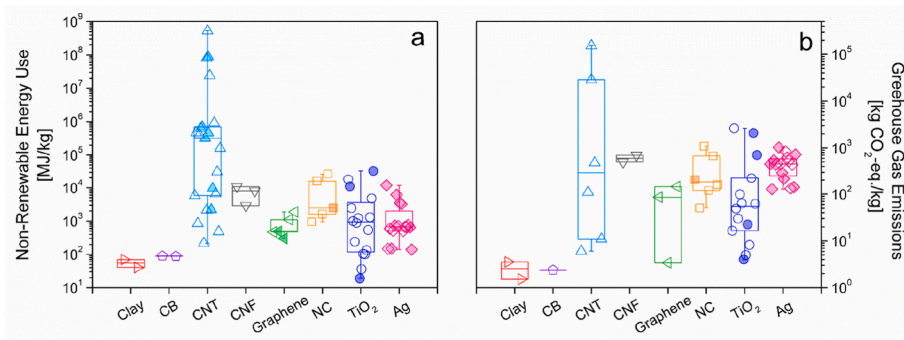 Non-Renewable Energy Use
[MJ/kg]
10⁹
10⁸
10⁷
10⁶
10⁵
10⁴
10³
10²
10¹
a
Clay
CB
CNT
CNF
Graphene
NC
TiO₂
Ag
b
Clay
CB
CNT
CNF
Graphene
NC
TiO₂
Ag
10⁵
10⁴
10³
10²
10¹
10⁰
Greehouse Gas Emissions
[kg CO₂-eq./kg]